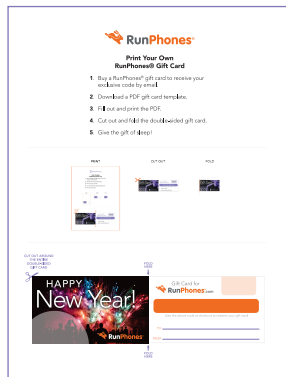 RunPhones®
Print Your Own
RunPhones® Gift Card
1. Buy a RunPhones® gift card to receive your
exclusive code by email.
2. Download a PDF gift card template.
3. Fill out and print the PDF.
4. Cut out and fold the double-sided gift card.
5. Give the gift of sleep!
PRINT
CUT OUT
FOLD
CUT OUT AROUND
THE ENTIRE
DOUBLE-SIDED
GIFT CARD
FOLD
HERE
HAPPY
New Year!
RunPhones
Gift Card for
RunPhones.com
FOLD
HERE